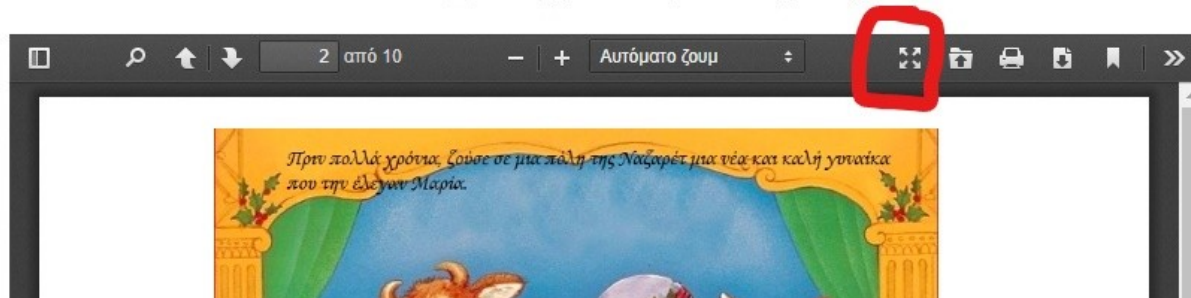 2 από 10
Αυτόματο ζουμ
Πριν πολλά χρόνια, ζούσε σε μια πόλη της Ναζαρέτ μια νέα και καλή γυναίκα
που την έλεγαν Μαρία.